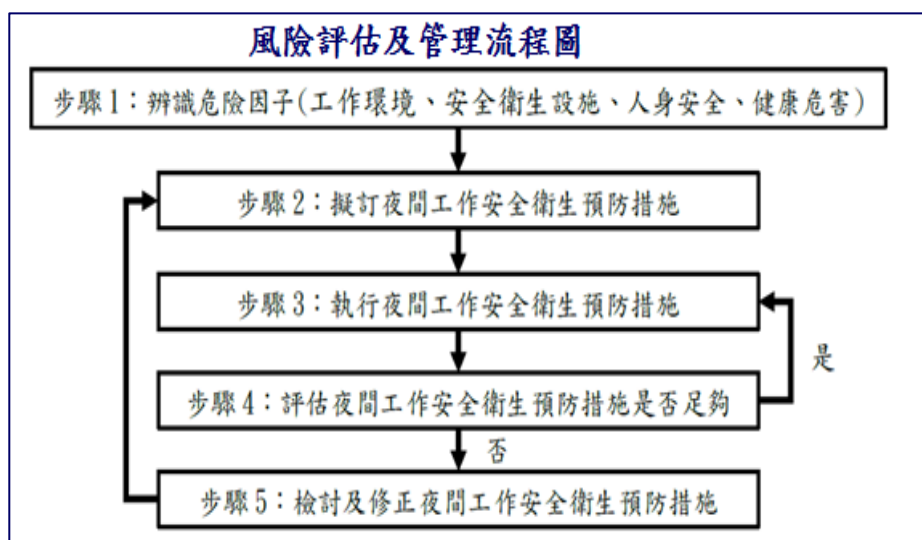 風險評估及管理流程圖
步驟1：辨識危險因子(工作環境、安全衛生設施、人身安全、健康危害)
步驟2：擬訂夜間工作安全衛生預防措施
步驟3：執行夜間工作安全衛生預防措施
是
步驟4：評估夜間工作安全衛生預防措施是否足夠
否
步驟5：檢討及修正夜間工作安全衛生預防措施